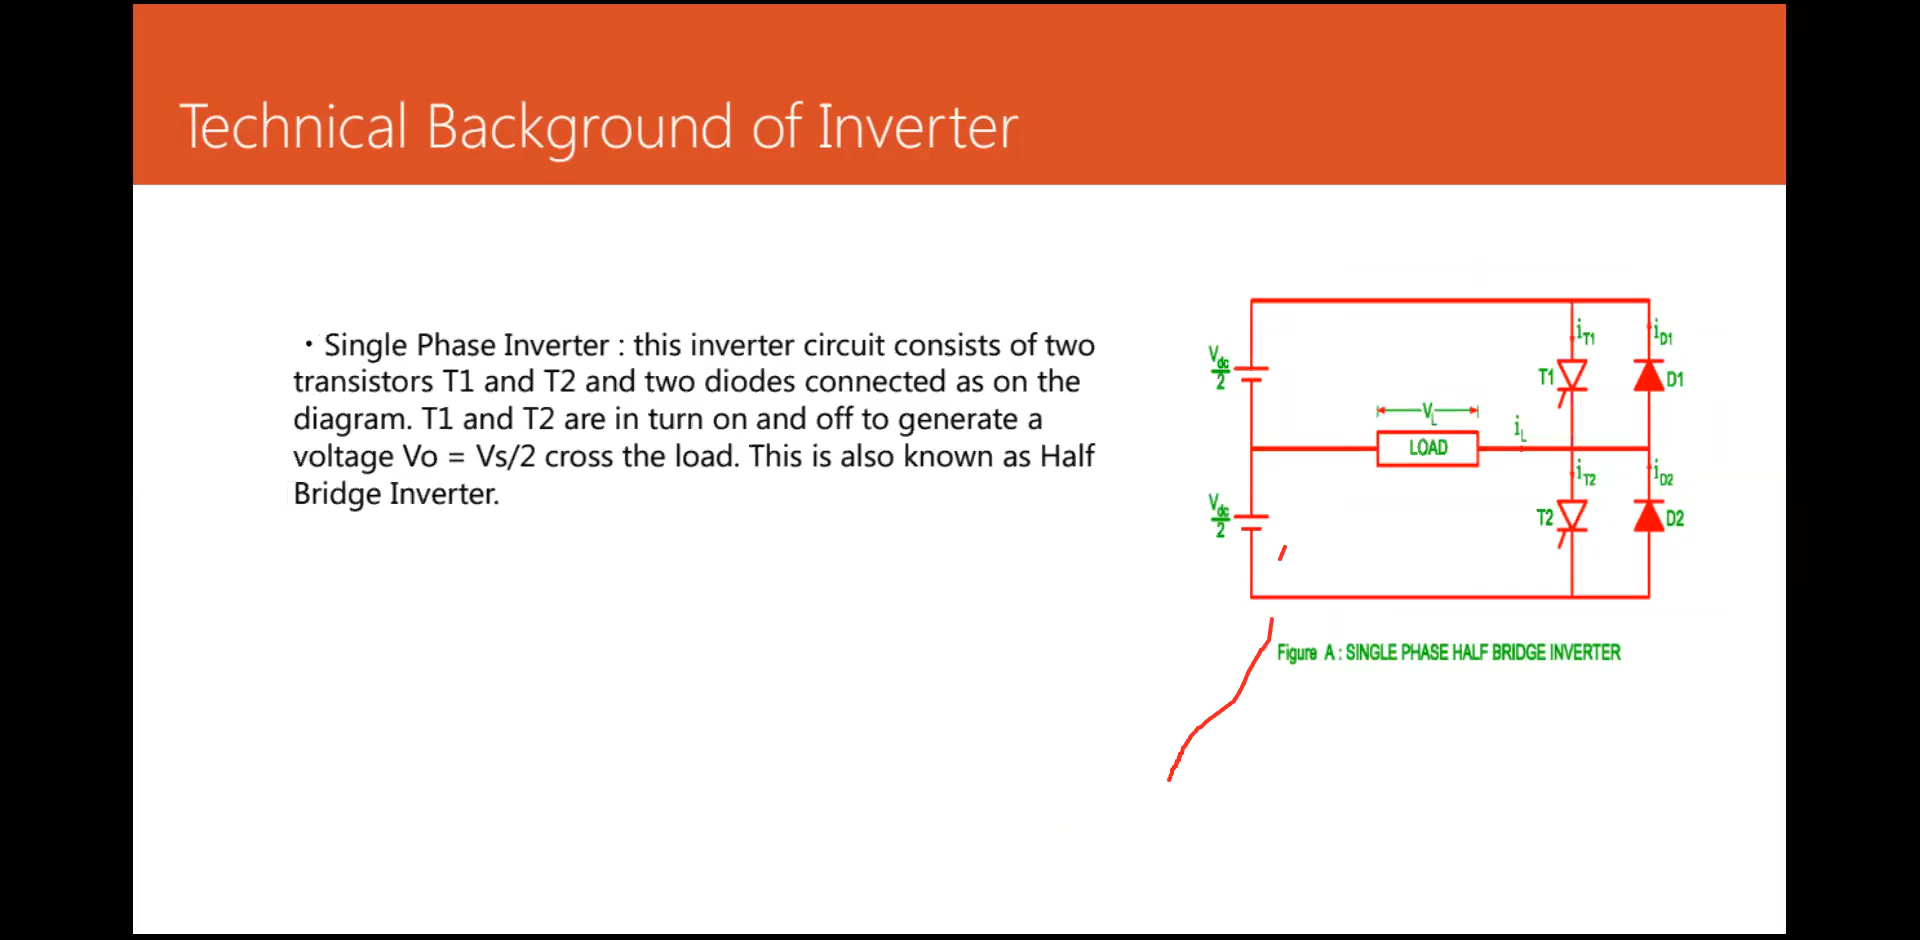 Technical Background of Inverter
・Single Phase Inverter : this inverter circuit consists of two
transistors T1 and T2 and two diodes connected as on the
diagram. T1 and T2 are in turn on and off to generate a
voltage Vo = Vs/2 cross the load. This is also known as Half
Bridge Inverter.
iT1
iD1
Vdc
2
T1
D1
VL
iL
LOAD
iT2
iD2
Vdc
2
T2
D2
Figure A : SINGLE PHASE HALF BRIDGE INVERTER